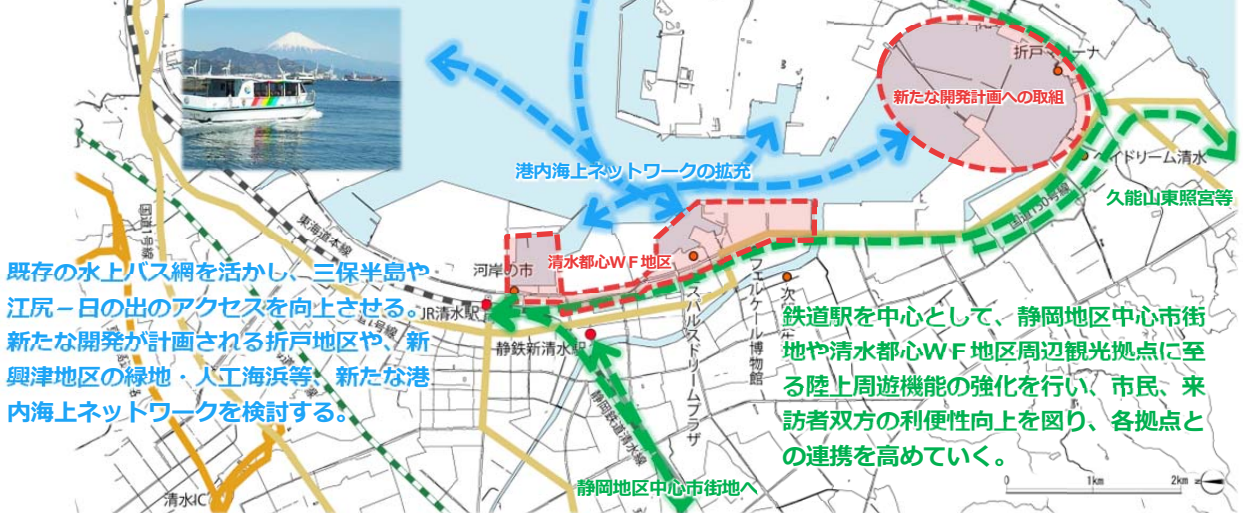 折戸
ーナ
新たな開発計画への取組
港内海上ネットワークの拡充
イドリーム清水
久能山東照宮等
国道150号線
国道1号線
東海道本線
河岸の市
清水都心ＷＦ地区
JR清水駅
静鉄新清水駅
エスパルスドリームプラザ
フェルケール博物館
次
静岡鉄道清水線
静岡地区中心市街地へ
清水IC
既存の水上バス網を活かし、三保半島や
江尻－日の出のアクセスを向上させる。
新たな開発が計画される折戸地区や、新
興津地区の緑地・人工海浜等、新たな港
内海上ネットワークを検討する。
鉄道駅を中心として、静岡地区中心市街
地や清水都心ＷＦ地区周辺観光拠点に至
る陸上周遊機能の強化を行い、市民、来
訪者双方の利便性向上を図り、各拠点と
の連携を高めていく。
0 1km 2km